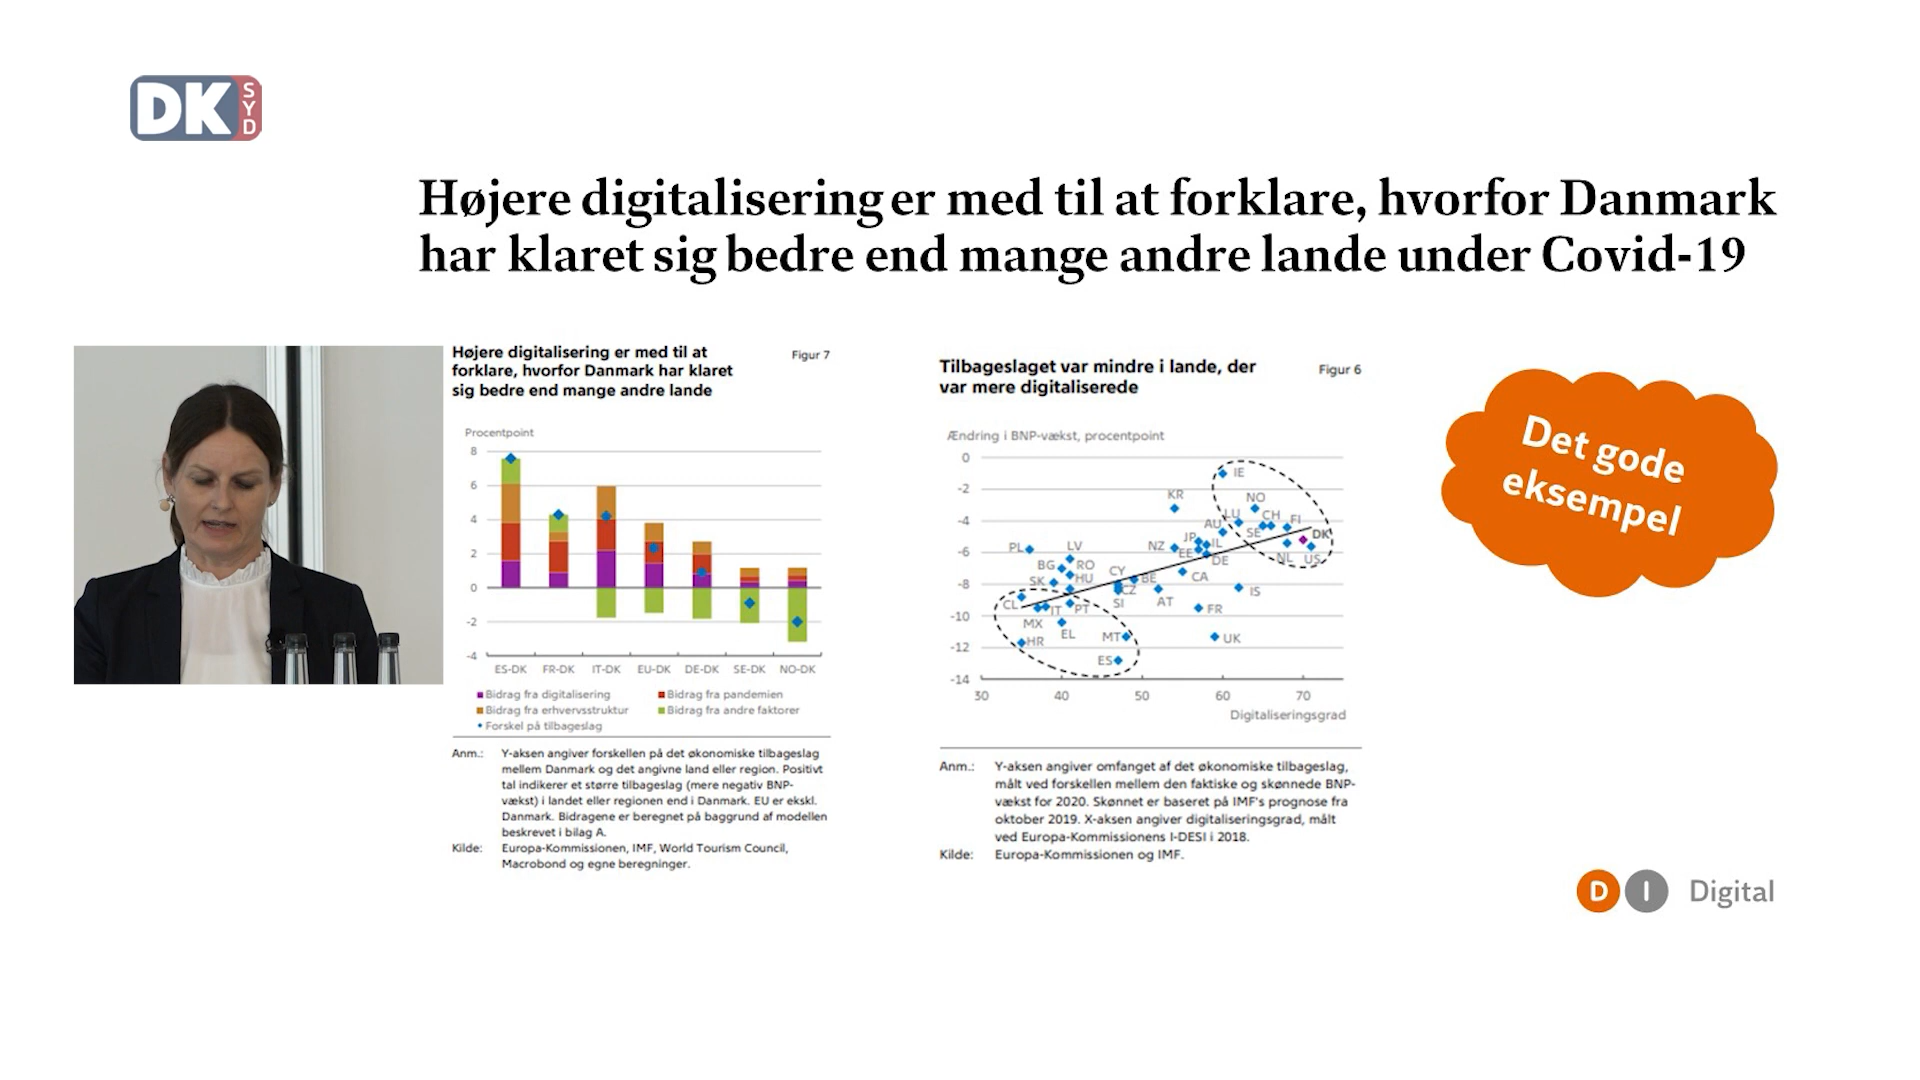 DK SYD
Højere digitalisering er med til at forklare, hvorfor Danmark
har klaret sig bedre end mange andre lande under Covid-19
Højere digitalisering er med til at
forklare, hvorfor Danmark har klaret
sig bedre end mange andre lande
Figur 7
Procentpoint
8
6
4
2
0
-2
-4
ES-DK FR-DK IT-DK EU-DK DE-DK SE-DK NO-DK
Bidrag fra digitalisering Bidrag fra pandemien
Bidrag fra erhvervsstruktur Bidrag fra andre faktorer
Forskel på tilbageslag
Anm.: Y-aksen angiver forskellen på det økonomiske tilbageslag
mellem Danmark og det angivne land eller region. Positivt
tal indikerer et større tilbageslag (mere negativ BNP-
vækst) i landet eller regionen end i Danmark. EU er ekskl.
Danmark. Bidragene er beregnet på baggrund af modellen
beskrevet i bilag A.
Kilde: Europa-Kommissionen, IMF, World Tourism Council,
Macrobond og egne beregninger.
Tilbageslaget var mindre i lande, der
var mere digitaliserede
Figur 6
Ændring i BNP-vækst, procentpoint
0
-2
-4
-6
-8
-10
-12
-14
IE
KR NO
LU CH FI
AU SE DK
PL LV NZ JP IL
EE DE NL US
BG RO CY
SK HU BE CA
CZ IS
CL IT PT SI AT FR
MX EL
HR MT UK
ES
30 40 50 60 70
Digitaliseringsgrad
Anm.: Y-aksen angiver omfanget af det økonomiske tilbageslag,
målt ved forskellen mellem den faktiske og skønnede BNP-
vækst for 2020. Skønnet er baseret på IMF's prognose fra
oktober 2019. X-aksen angiver digitaliseringsgrad, målt
ved Europa-Kommissionens I-DESI i 2018.
Kilde: Europa-Kommissionen og IMF.
Det gode
eksempel
D I Digital